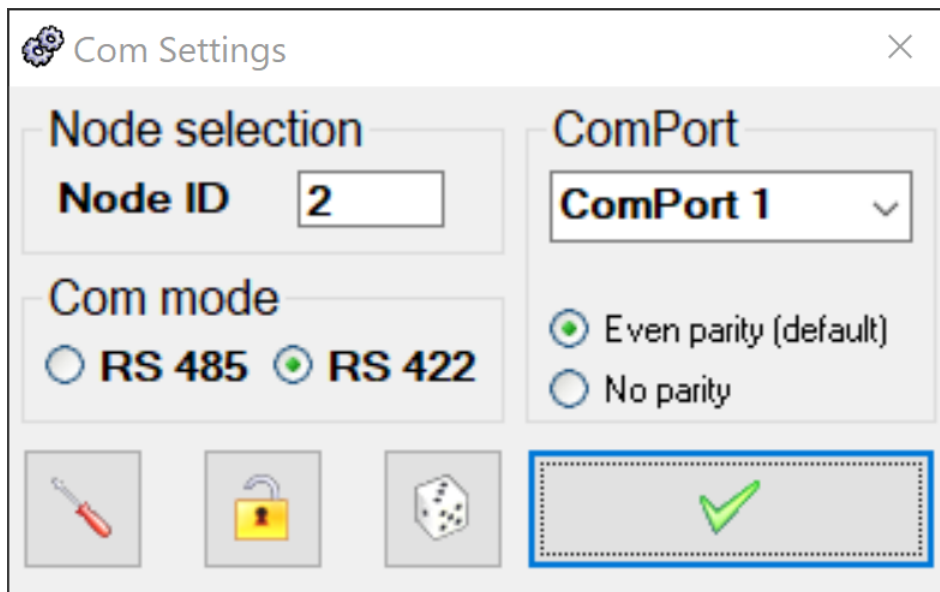 Com Settings
Node selection
Node ID 2
Com mode
RS 485 RS 422
ComPort
ComPort 1
Even parity (default)
No parity